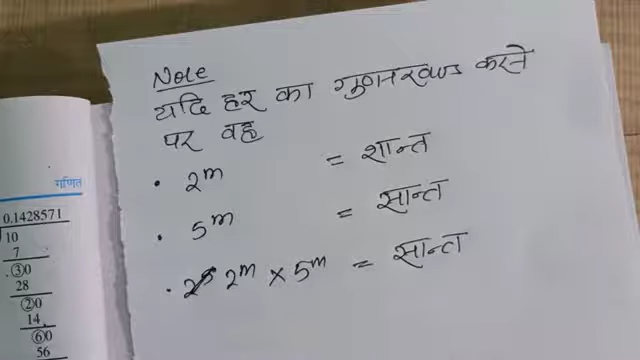 Note
यदि हर का गुणनखण्ड करने
पर वह
• 2^m = शान्त
• 5^m = सान्त
• 2^m × 5^m = सान्त
गणित
0.1428571
10
7
③0
28
②0
14
⑥0
56